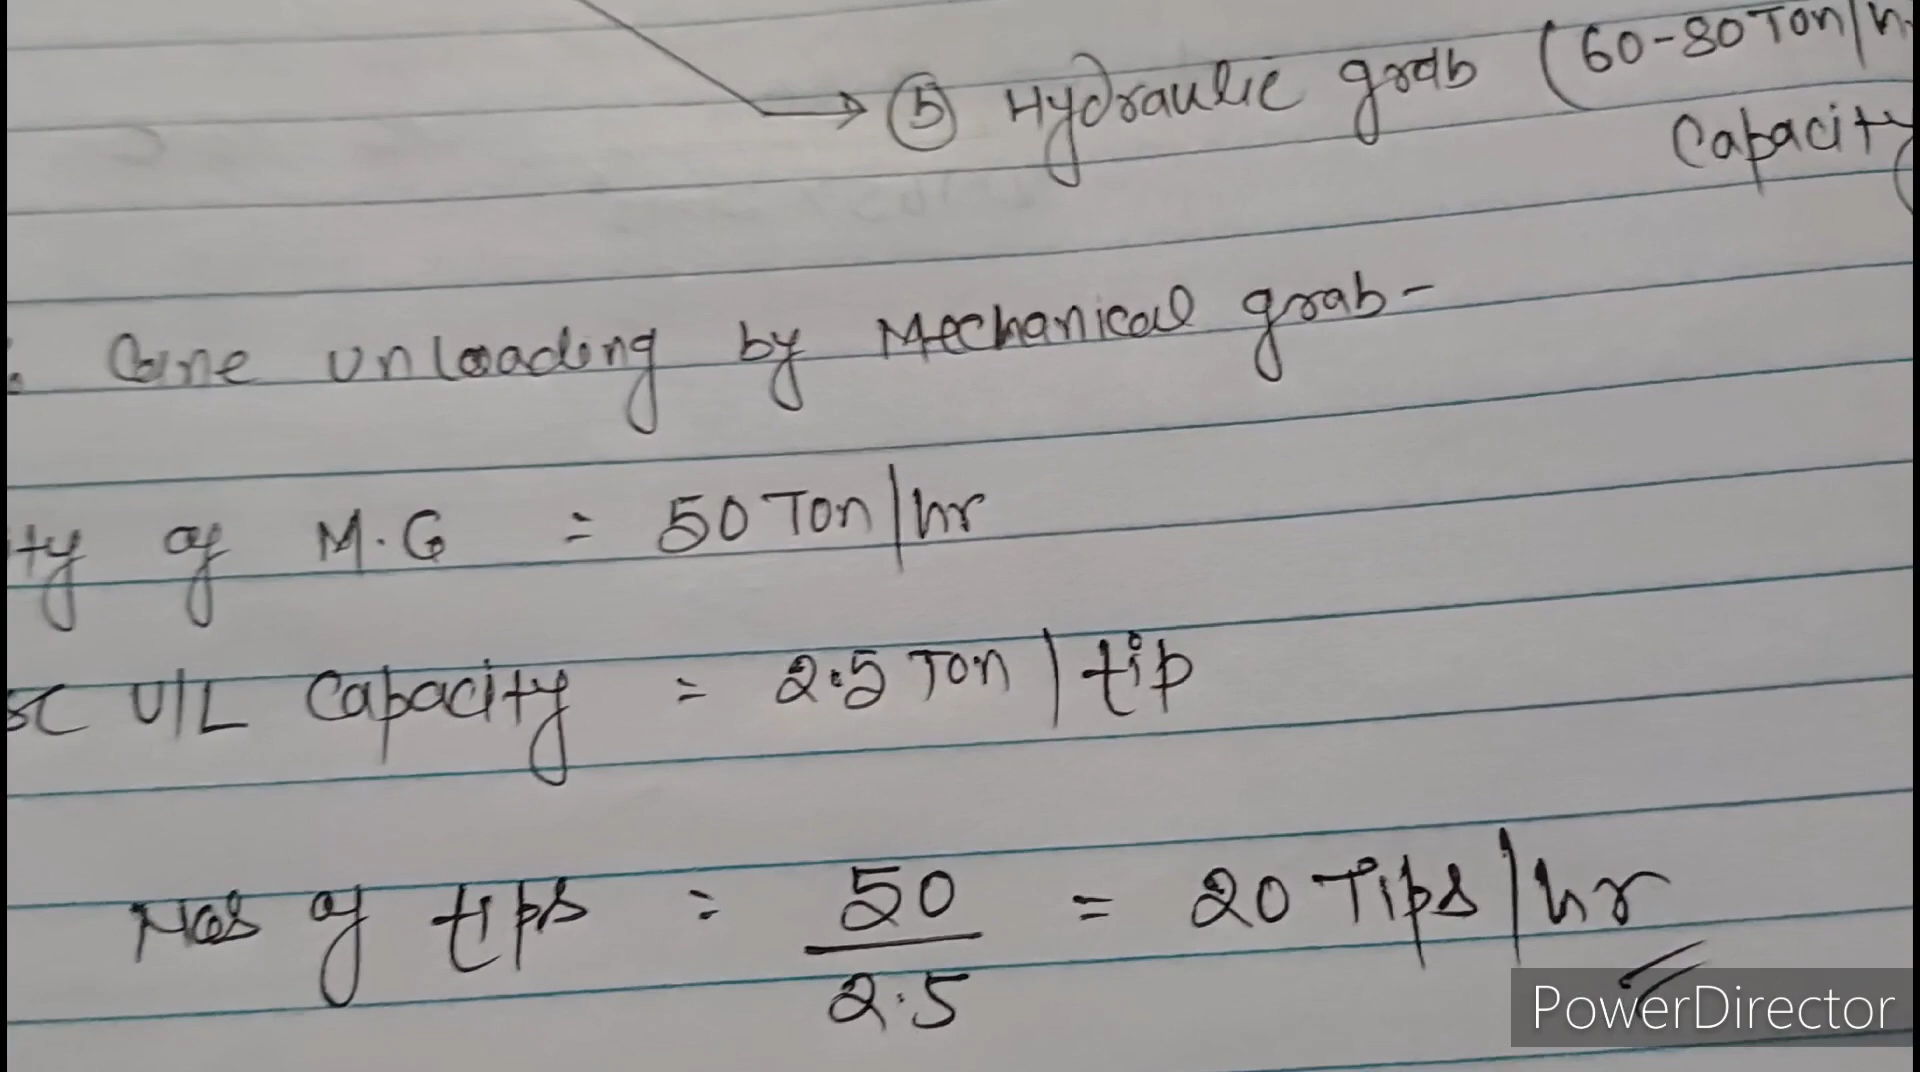 → ⑤ Hydraulic grab (60-80 Ton/hr
Capacity
Cane unloading by Mechanical grab-
ty of M.G = 50 Ton/hr
U/L Capacity = 2.5 Ton/tip
Nos of tips = 50/2.5 = 20 Tips/hr
PowerDirector